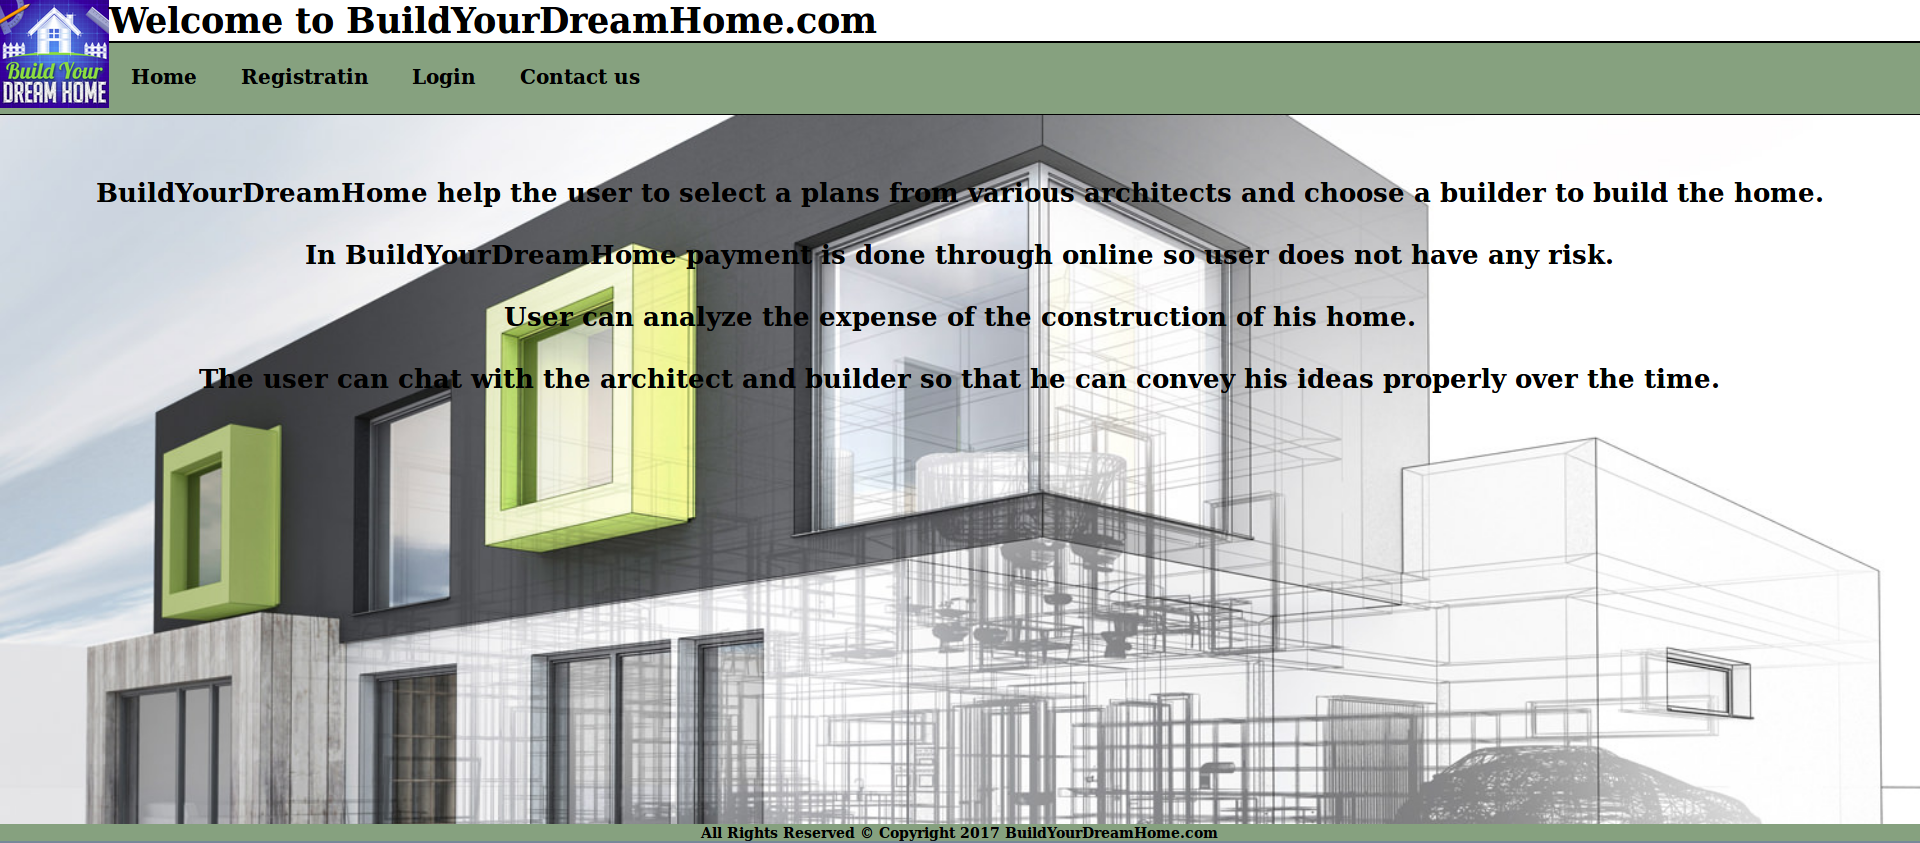 Welcome to BuildYourDreamHome.com
Build Your
DREAM HOME
Home Registratin Login Contact us
BuildYourDreamHome help the user to select a plans from various architects and choose a builder to build the home.
In BuildYourDreamHome payment is done through online so user does not have any risk.
User can analyze the expense of the construction of his home.
The user can chat with the architect and builder so that he can convey his ideas properly over the time.
All Rights Reserved © Copyright 2017 BuildYourDreamHome.com